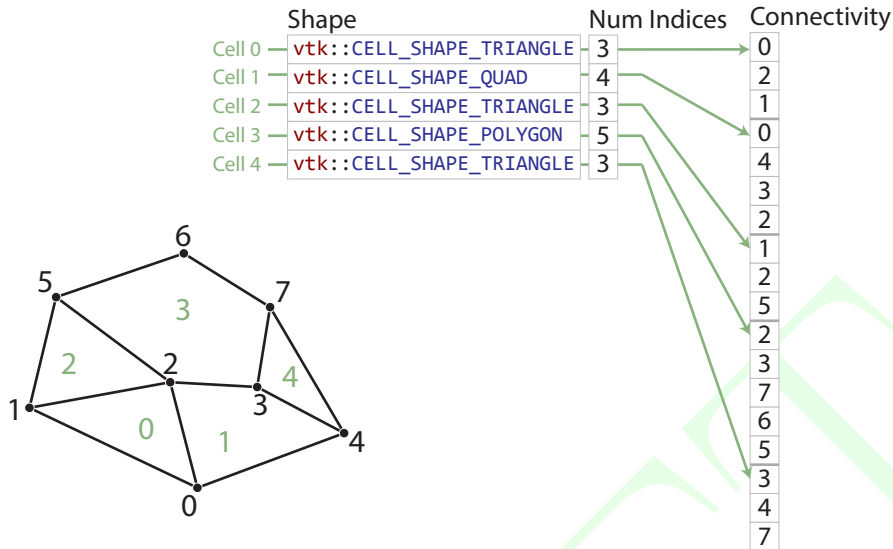 Shape Num Indices Connectivity
Cell 0 vtk::CELL_SHAPE_TRIANGLE 3 0
Cell 1 vtk::CELL_SHAPE_QUAD 4 2
Cell 2 vtk::CELL_SHAPE_TRIANGLE 3 1
Cell 3 vtk::CELL_SHAPE_POLYGON 5 0
Cell 4 vtk::CELL_SHAPE_TRIANGLE 3 4
3
2
1
2
5
2
3
7
6
5
3
4
7
6
5 7
3
2 2 4
1 3
0 1 4
0